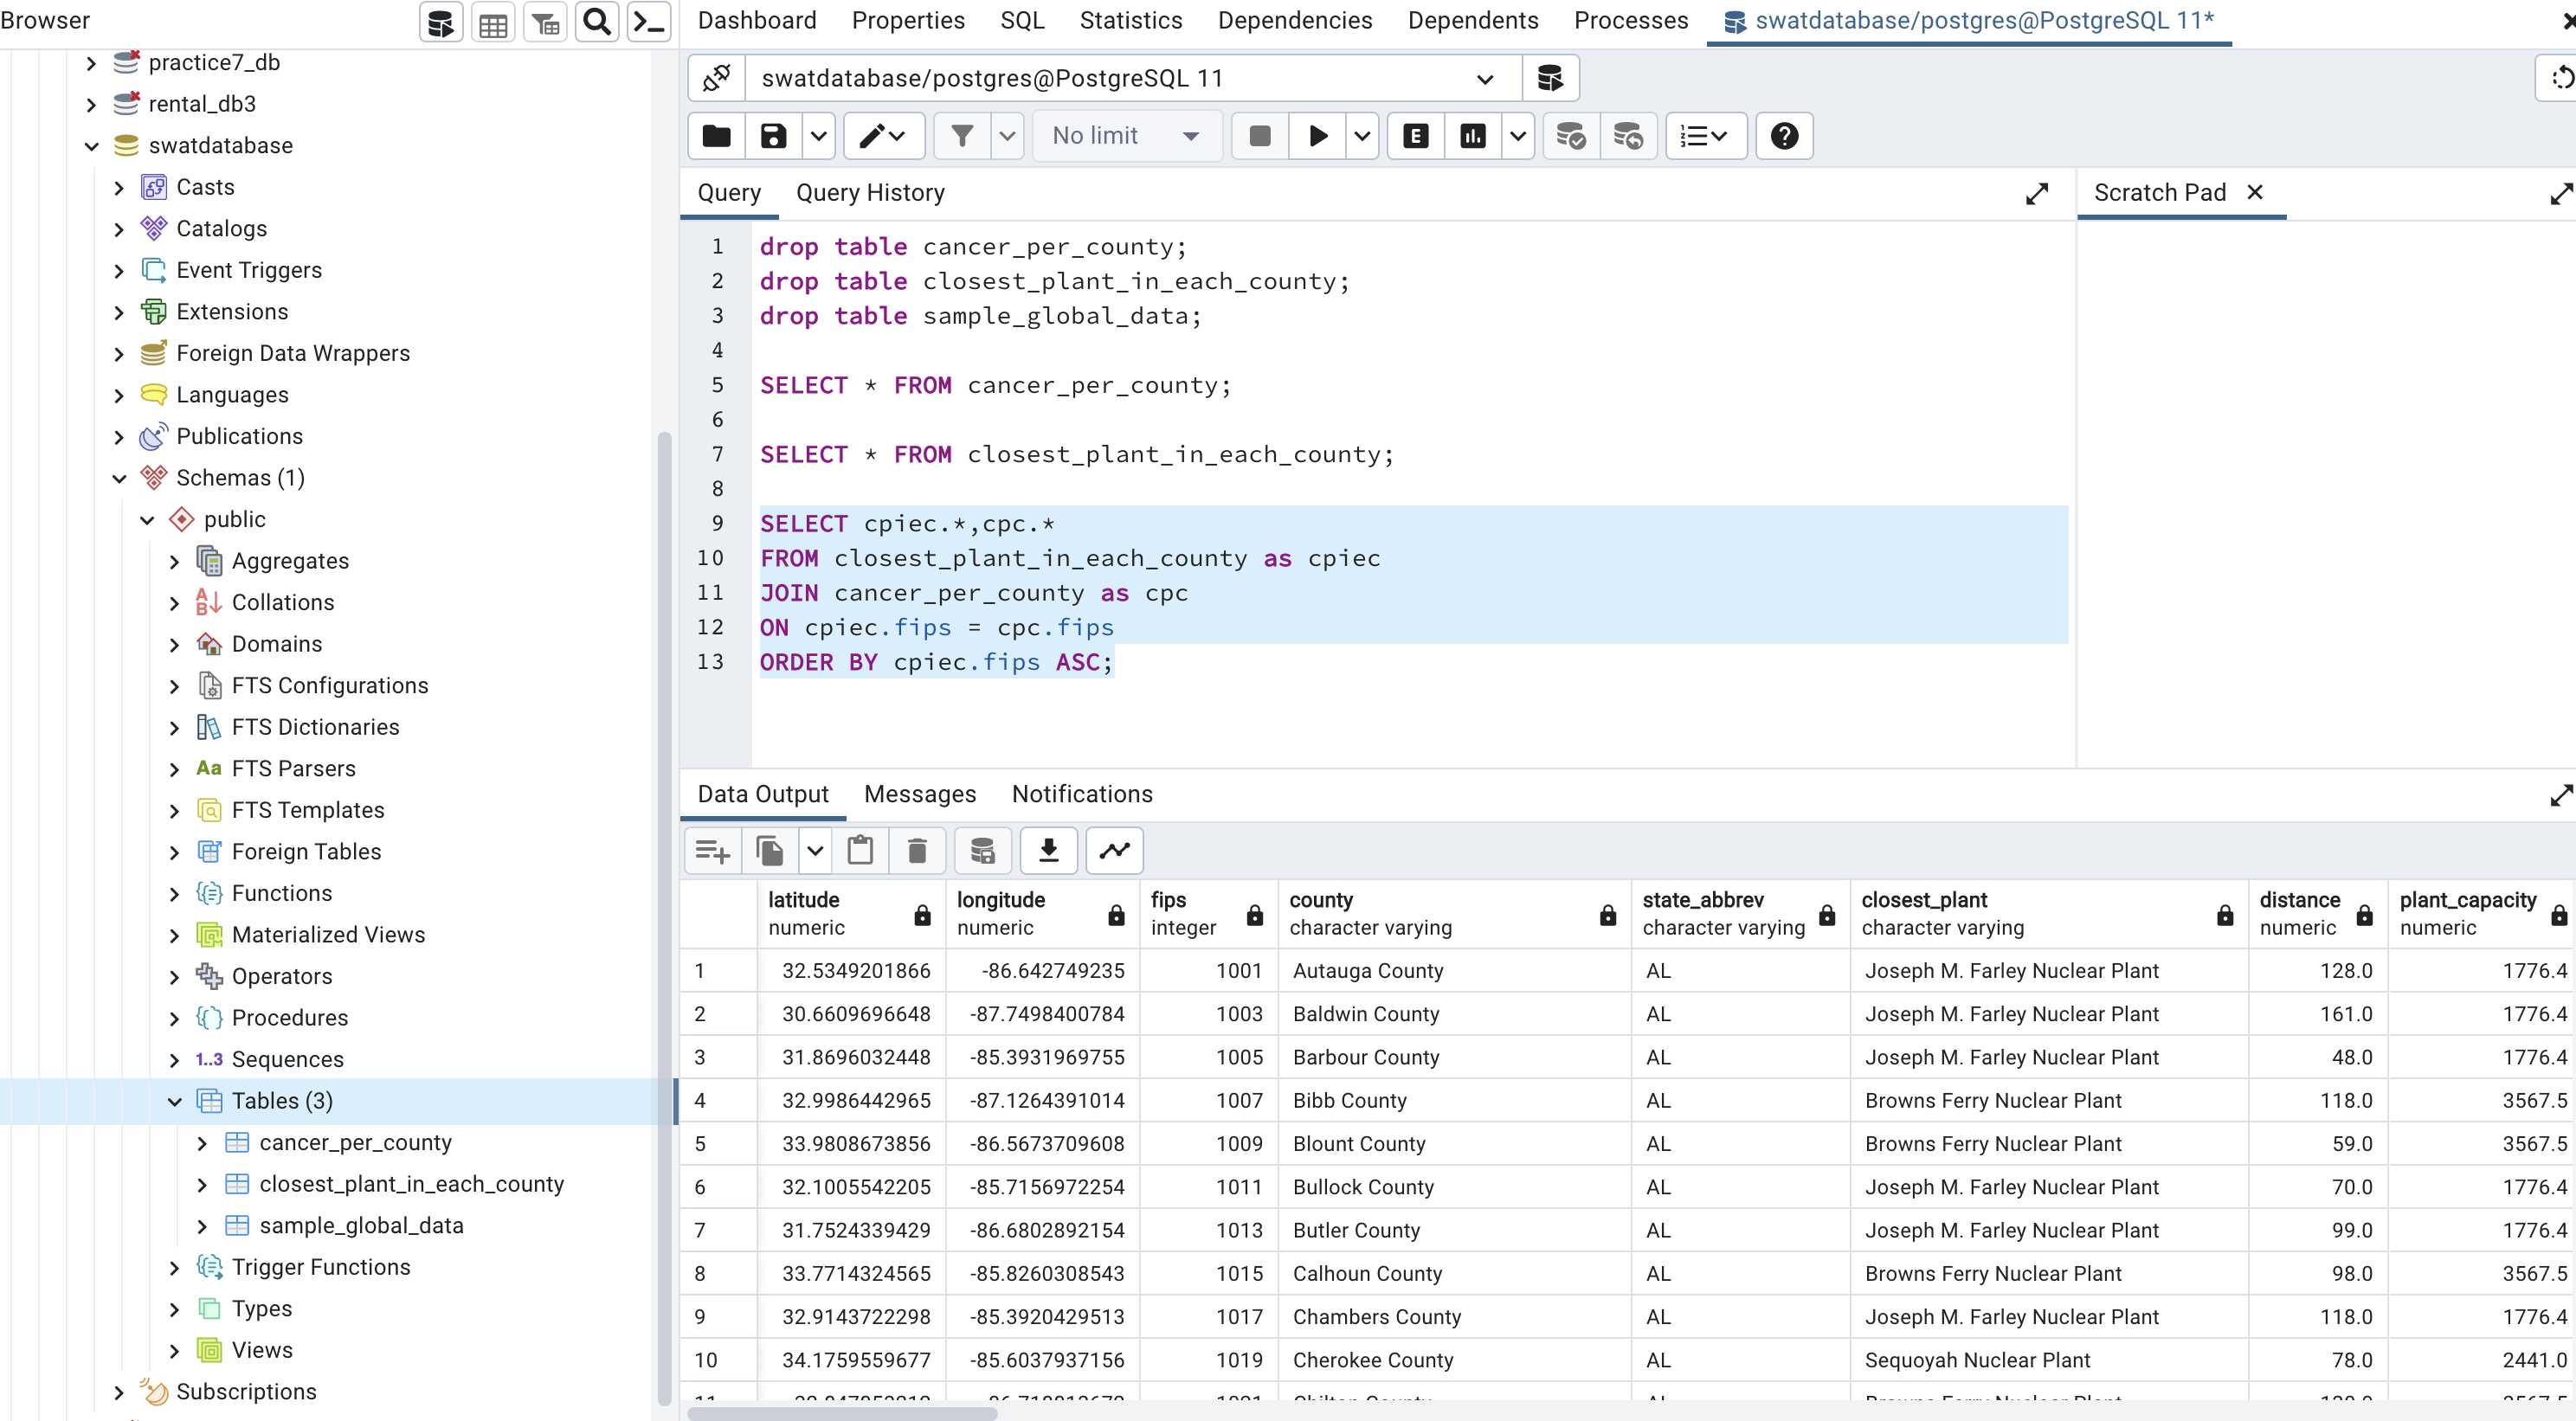 Browser
practice7_db
rental_db3
swatdatabase
Casts
Catalogs
Event Triggers
Extensions
Foreign Data Wrappers
Languages
Publications
Schemas (1)
public
Aggregates
Collations
Domains
FTS Configurations
FTS Dictionaries
Aa FTS Parsers
FTS Templates
Foreign Tables
Functions
Materialized Views
Operators
Procedures
1..3 Sequences
Tables (3)
cancer_per_county
closest_plant_in_each_county
sample_global_data
Trigger Functions
Types
Views
Subscriptions
Dashboard Properties SQL Statistics Dependencies Dependents Processes swatdatabase/postgres@PostgreSQL 11*
swatdatabase/postgres@PostgreSQL 11
No limit E
Query Query History Scratch Pad
1 drop table cancer_per_county;
2 drop table closest_plant_in_each_county;
3 drop table sample_global_data;
4
5 SELECT * FROM cancer_per_county;
6
7 SELECT * FROM closest_plant_in_each_county;
8
9 SELECT cpiec.*,cpc.*
10 FROM closest_plant_in_each_county as cpiec
11 JOIN cancer_per_county as cpc
12 ON cpiec.fips = cpc.fips
13 ORDER BY cpiec.fips ASC;
Data Output Messages Notifications
latitude longitude fips county state_abbrev closest_plant distance plant_capacity
numeric numeric integer character varying character varying character varying numeric numeric
1 32.5349201866 -86.642749235 1001 Autauga County AL Joseph M. Farley Nuclear Plant 128.0 1776.4
2 30.6609696648 -87.7498400784 1003 Baldwin County AL Joseph M. Farley Nuclear Plant 161.0 1776.4
3 31.8696032448 -85.3931969755 1005 Barbour County AL Joseph M. Farley Nuclear Plant 48.0 1776.4
4 32.9986442965 -87.1264391014 1007 Bibb County AL Browns Ferry Nuclear Plant 118.0 3567.5
5 33.9808673856 -86.5673709608 1009 Blount County AL Browns Ferry Nuclear Plant 59.0 3567.5
6 32.1005542205 -85.7156972254 1011 Bullock County AL Joseph M. Farley Nuclear Plant 70.0 1776.4
7 31.7524339429 -86.6802892154 1013 Butler County AL Joseph M. Farley Nuclear Plant 99.0 1776.4
8 33.7714324565 -85.8260308543 1015 Calhoun County AL Browns Ferry Nuclear Plant 98.0 3567.5
9 32.9143722298 -85.3920429513 1017 Chambers County AL Joseph M. Farley Nuclear Plant 118.0 1776.4
10 34.1759559677 -85.6037937156 1019 Cherokee County AL Sequoyah Nuclear Plant 78.0 2441.0